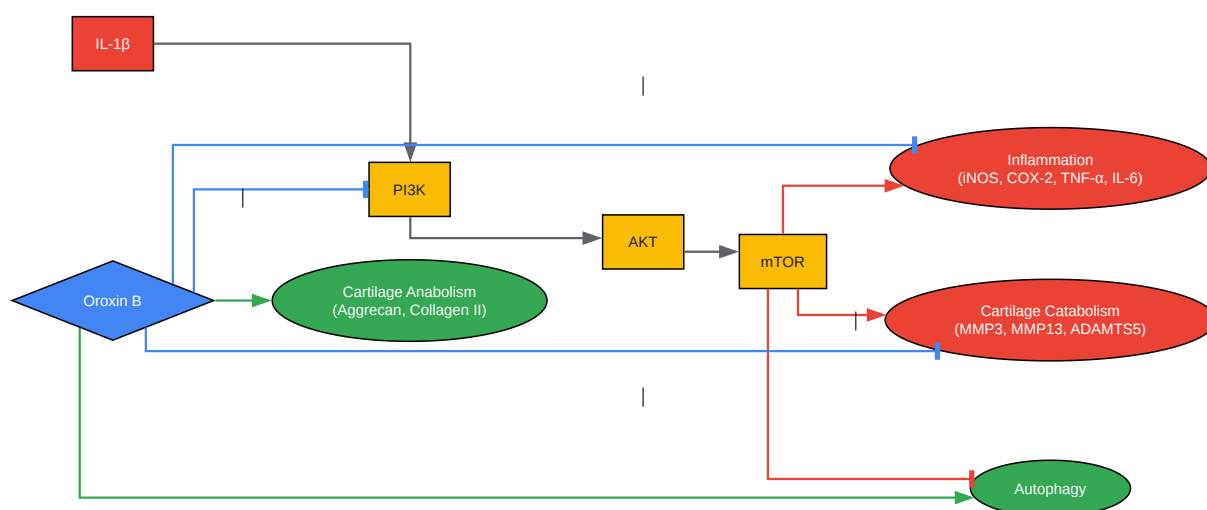 IL-1β
|
Inflammation
(iNOS, COX-2, TNF-α, IL-6)
PI3K
|
AKT
mTOR
Oroxin B
Cartilage Anabolism
(Aggrecan, Collagen II)
Cartilage Catabolism
(MMP3, MMP13, ADAMTS5)
|
|
Autophagy